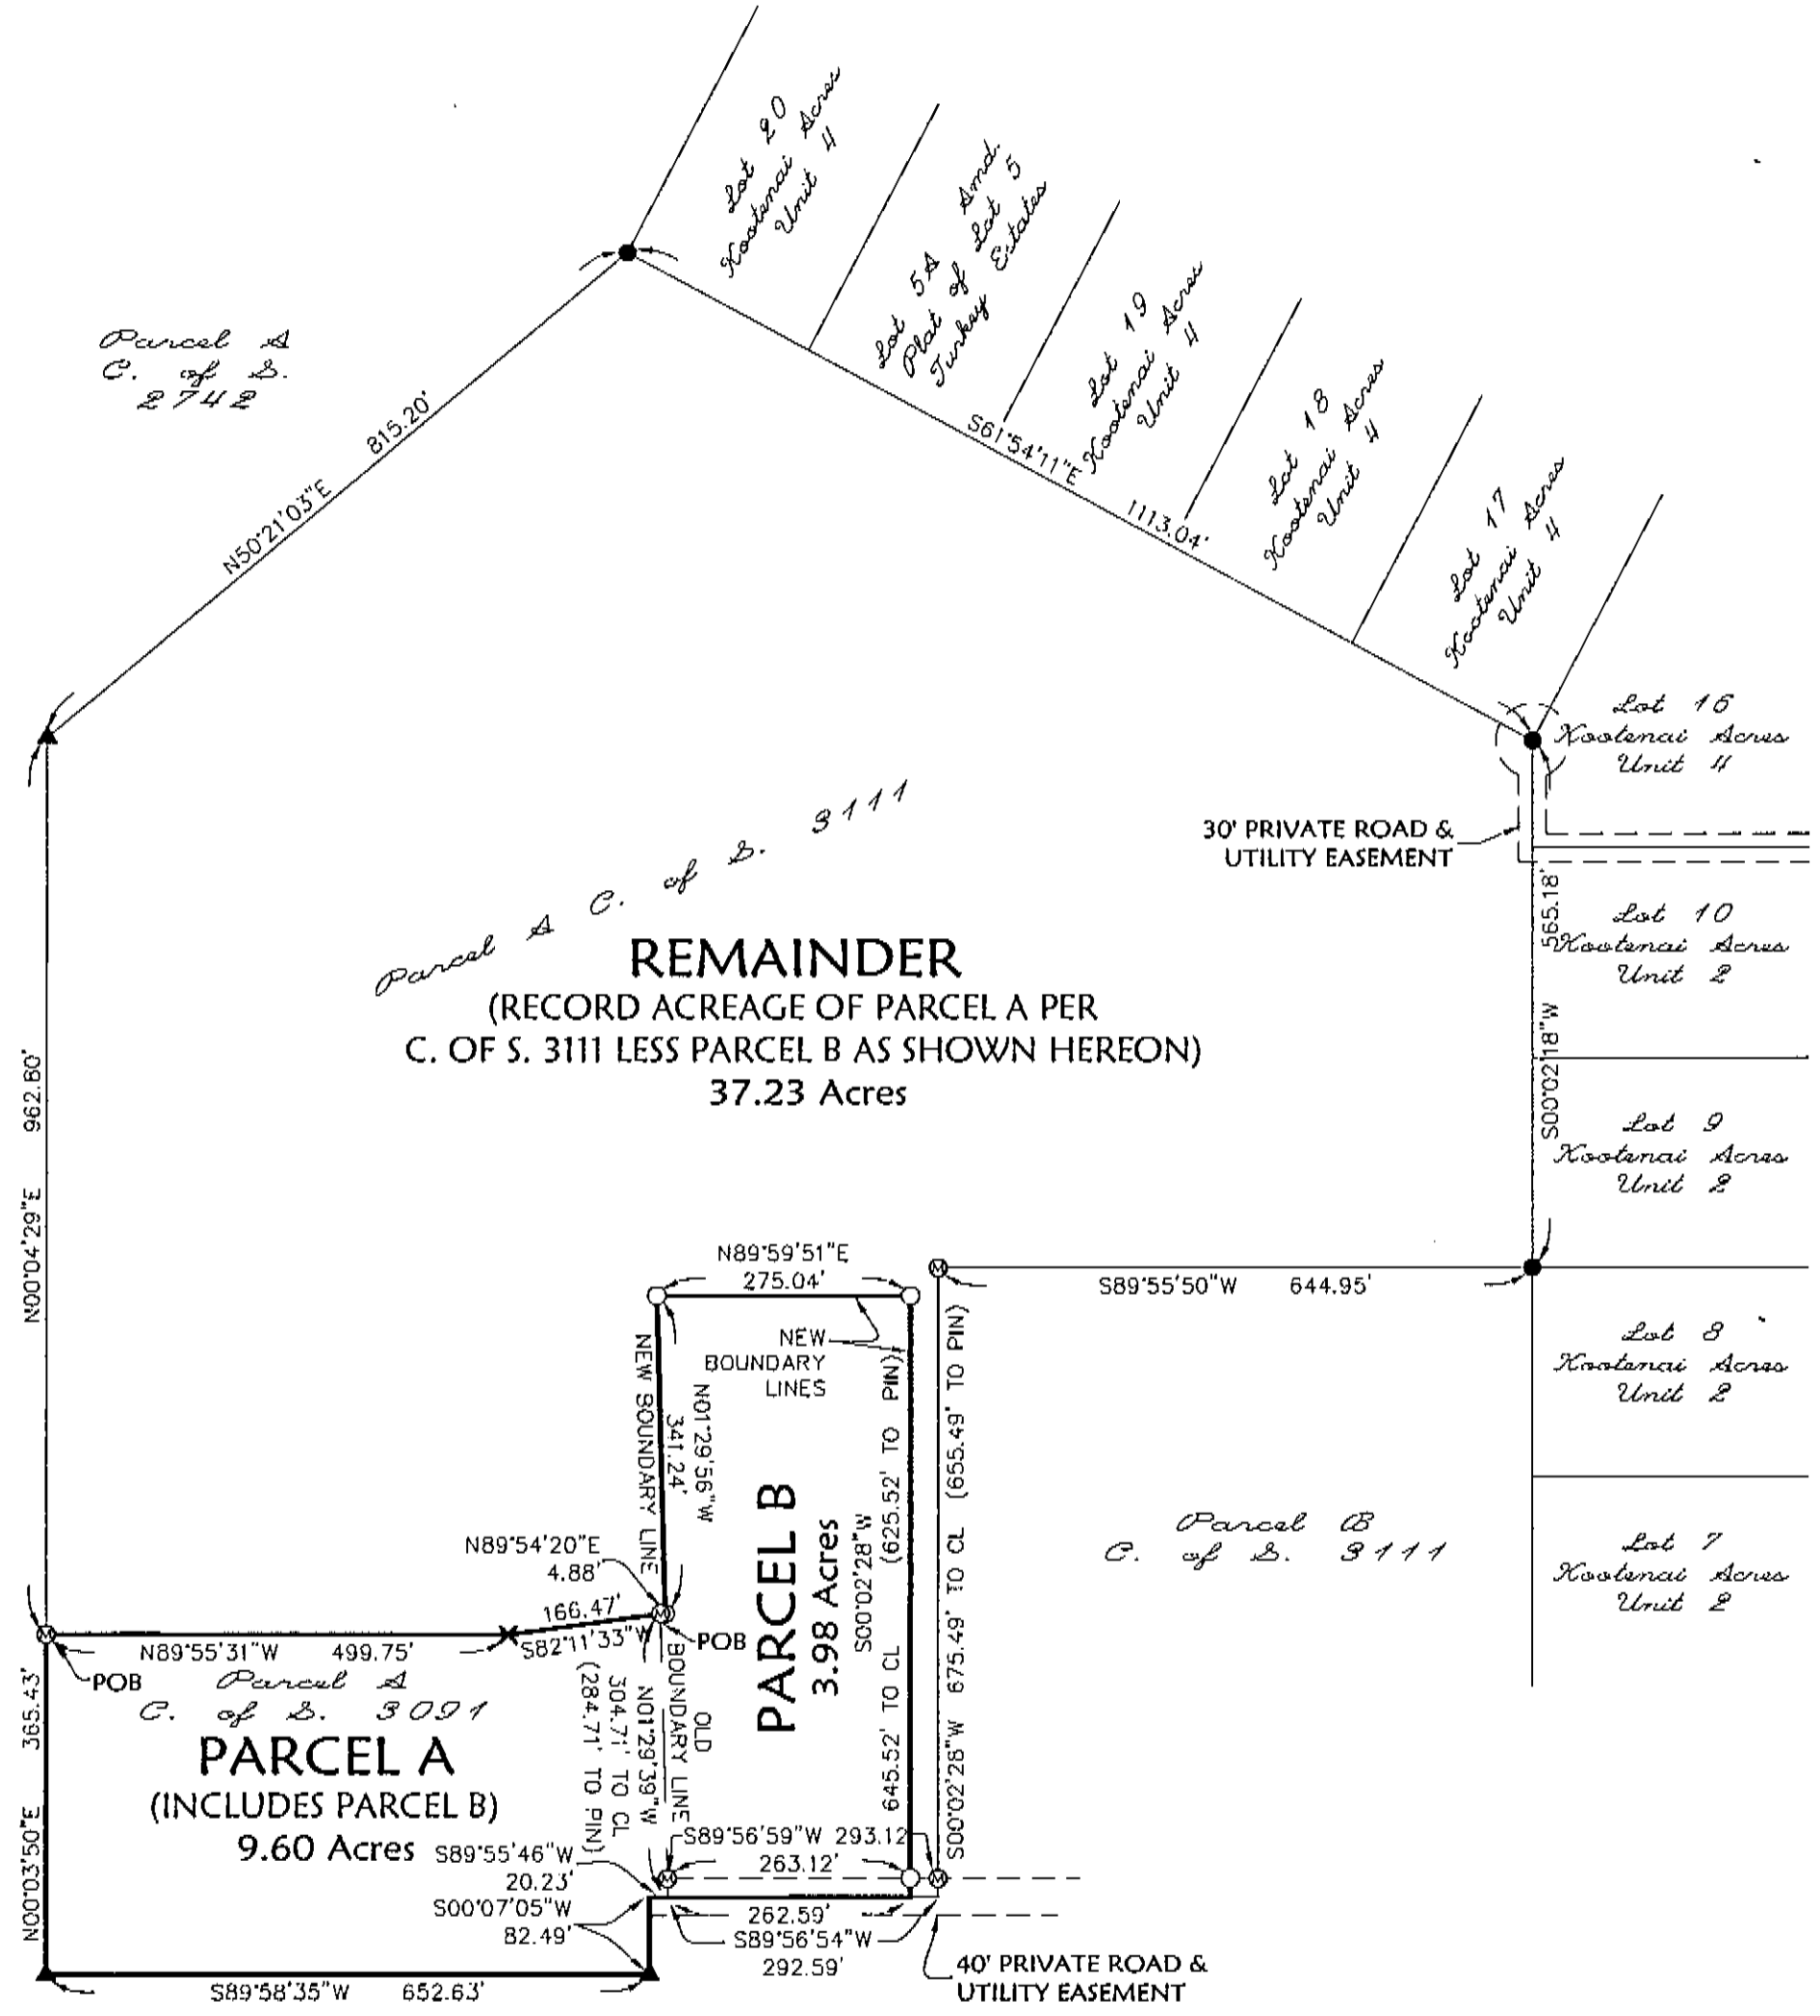 Lot 20
Kootenai Acres
Unit 4
Lot 5A Amd.
Plat of Lot 5
Turkey Estates
Lot 19
Kootenai Acres
Unit 4
Lot 18
Kootenai Acres
Unit 4
Lot 17
Kootenai Acres
Unit 4
Parcel A
C. of S.
2742
N50°21'03"E 815.20'
S61°54'11"E 1113.04'
Lot 16
Kootenai Acres
Unit 4
30' PRIVATE ROAD &
UTILITY EASEMENT
Parcel A C. of S. 3111
REMAINDER
(RECORD ACREAGE OF PARCEL A PER
C. OF S. 3111 LESS PARCEL B AS SHOWN HEREON)
37.23 Acres
S00°02'18"W 565.18'
Lot 10
Kootenai Acres
Unit 2
Lot 9
Kootenai Acres
Unit 2
Lot 8
Kootenai Acres
Unit 2
Lot 7
Kootenai Acres
Unit 2
N00°04'29"E 962.80'
N89°59'51"E
275.04'
S89°55'50"W 644.95'
NEW
BOUNDARY
LINES
NEW BOUNDARY LINE
N01°29'56"W
341.24'
PARCEL B
3.98 Acres
S00°02'28"W
645.52' TO CL (625.52' TO PIN)
S00°02'28"W 675.49' TO CL (655.49' TO PIN)
Parcel B
C. of S. 3111
N89°54'20"E
4.88'
166.47'
S82°11'33"W
POB
N89°55'31"W 499.75'
POB
Parcel A
C. of S. 3091
PARCEL A
(INCLUDES PARCEL B)
9.60 Acres
N00°03'50"E 365.43'
OLD
BOUNDARY LINE
N01°29'39"W
304.71' TO CL
(284.71' TO PIN)
S89°56'59"W 293.12
263.12'
S89°55'46"W
20.23'
S00°07'05"W
82.49'
262.59'
S89°56'54"W
292.59'
40' PRIVATE ROAD &
UTILITY EASEMENT
S89°58'35"W 652.63'